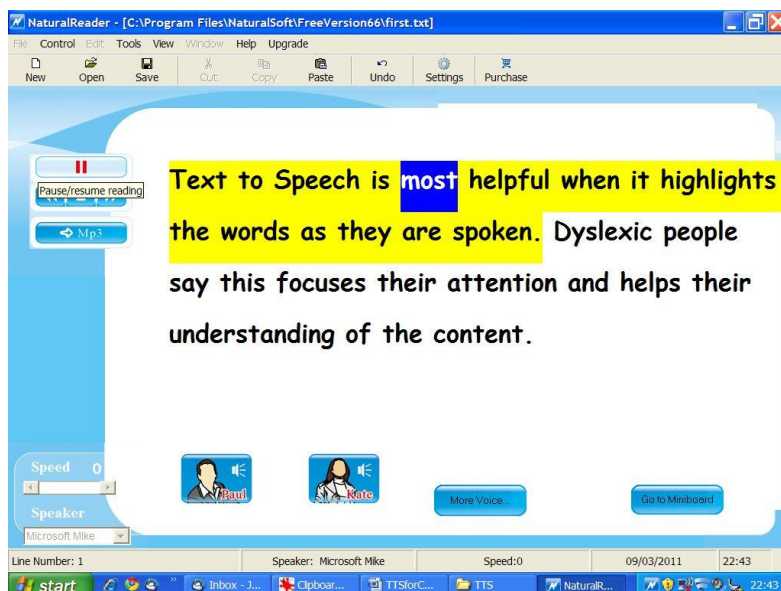 NaturalReader - [C:\Program Files\NaturalSoft\FreeVersion66\first.txt]
File Control Edit Tools View Window Help Upgrade
New Open Save Cut Copy Paste Undo Settings Purchase
Pause/resume reading
Mp3
Text to Speech is most helpful when it highlights
the words as they are spoken. Dyslexic people
say this focuses their attention and helps their
understanding of the content.
Speed 0
Speaker
Microsoft Mike
Paul
Kate
More Voice...
Go to Miniboard
Line Number: 1 Speaker: Microsoft Mike Speed:0 09/03/2011 22:43
start Inbox - J... Clipboar... TTSforC... TTS NaturalR... 22:43